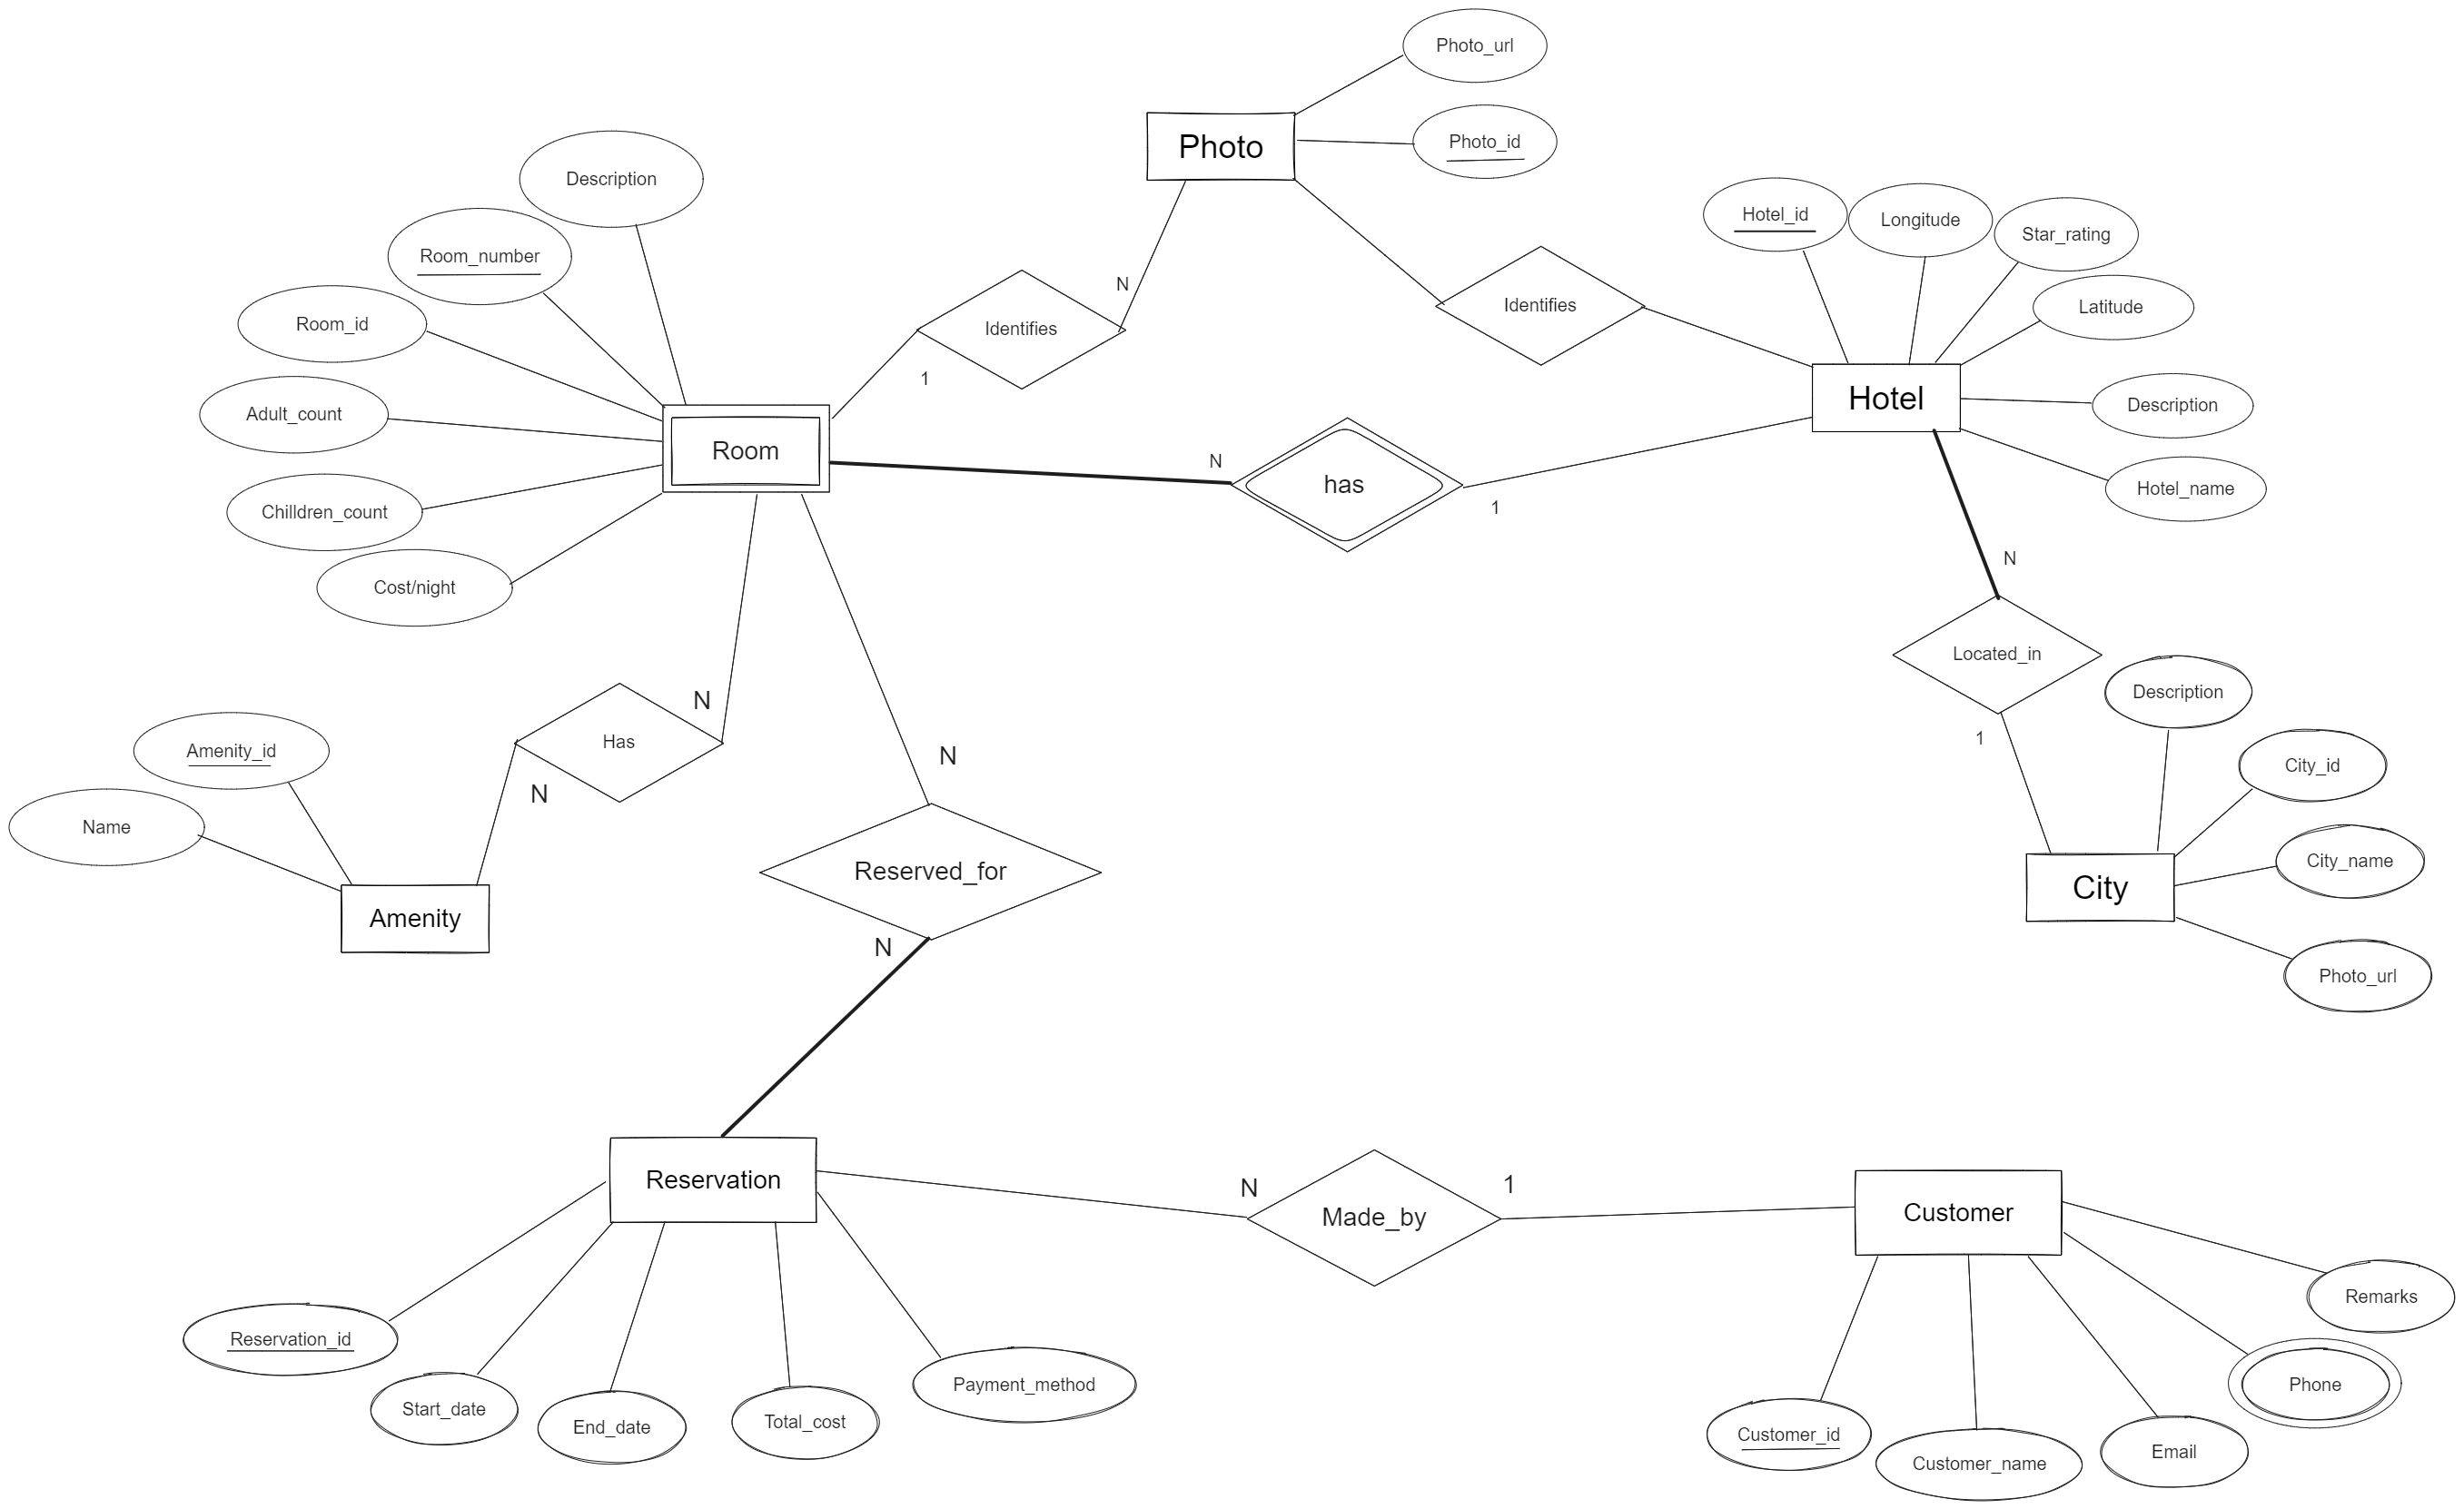 Photo_url
Photo
Photo_id
Description
Room_number
Room_id
Adult_count
Chilldren_count
Cost/night
Room
Identifies
N
1
Identifies
Hotel_id
Longitude
Star_rating
Latitude
Description
Hotel_name
Hotel
N
has
1
N
Located_in
1
Description
City_id
City_name
Photo_url
City
N
Has
N
Amenity_id
Name
Amenity
N
Reserved_for
N
Reservation
N
Made_by
1
Customer
Reservation_id
Start_date
End_date
Total_cost
Payment_method
Remarks
Phone
Email
Customer_id
Customer_name